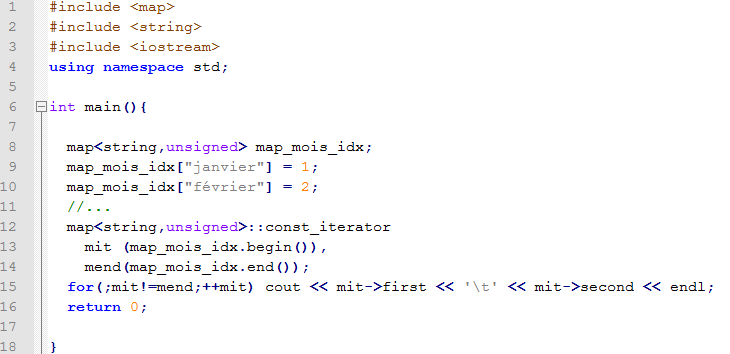 1 #include <map>
2 #include <string>
3 #include <iostream>
4 using namespace std;
5
6 int main(){
7
8 map<string,unsigned> map_mois_idx;
9 map_mois_idx["janvier"] = 1;
10 map_mois_idx["février"] = 2;
11 //...
12 map<string,unsigned>::const_iterator
13 mit (map_mois_idx.begin()),
14 mend(map_mois_idx.end());
15 for(;mit!=mend;++mit) cout << mit->first << '\t' << mit->second << endl;
16 return 0;
17
18 }